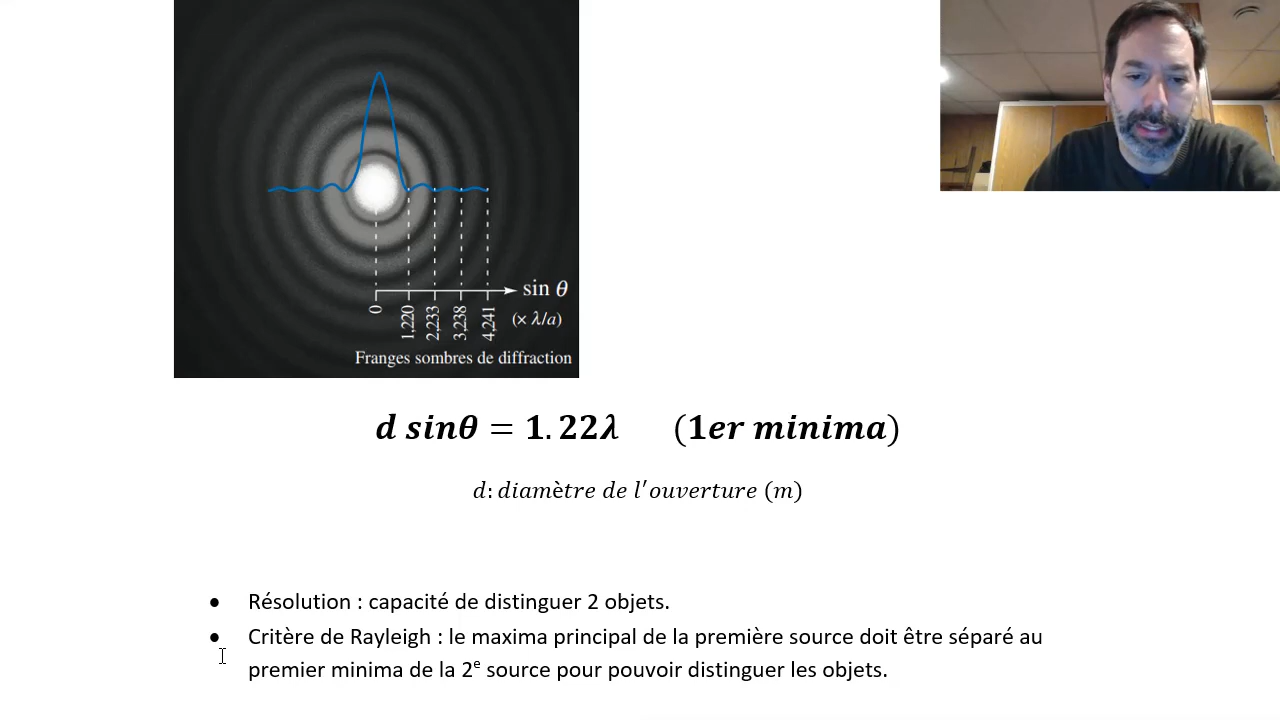 sin θ
0
1,220
2,233
3,238
4,241
(× λ/a)
Franges sombres de diffraction
d sinθ = 1.22λ (1er minima)
d: diamètre de l'ouverture (m)
• Résolution : capacité de distinguer 2 objets.
• Critère de Rayleigh : le maxima principal de la première source doit être séparé au
premier minima de la 2e source pour pouvoir distinguer les objets.